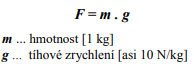 F = m . g
m ... hmotnost [1 kg]
g ... tíhové zrychlení [asi 10 N/kg]